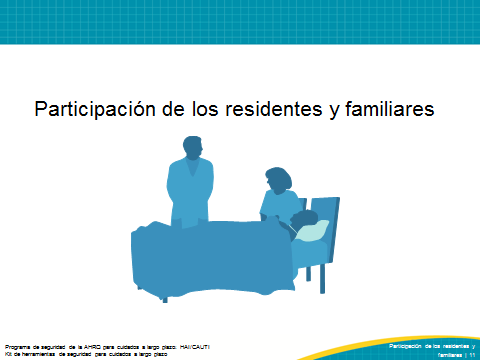 Participación de los residentes y familiares
Programa de seguridad de la AHRQ para cuidados a largo plazo: HAI/CAUTI
Kit de herramientas de seguridad para cuidados a largo plazo
Participación de los residentes y
familiares | 11